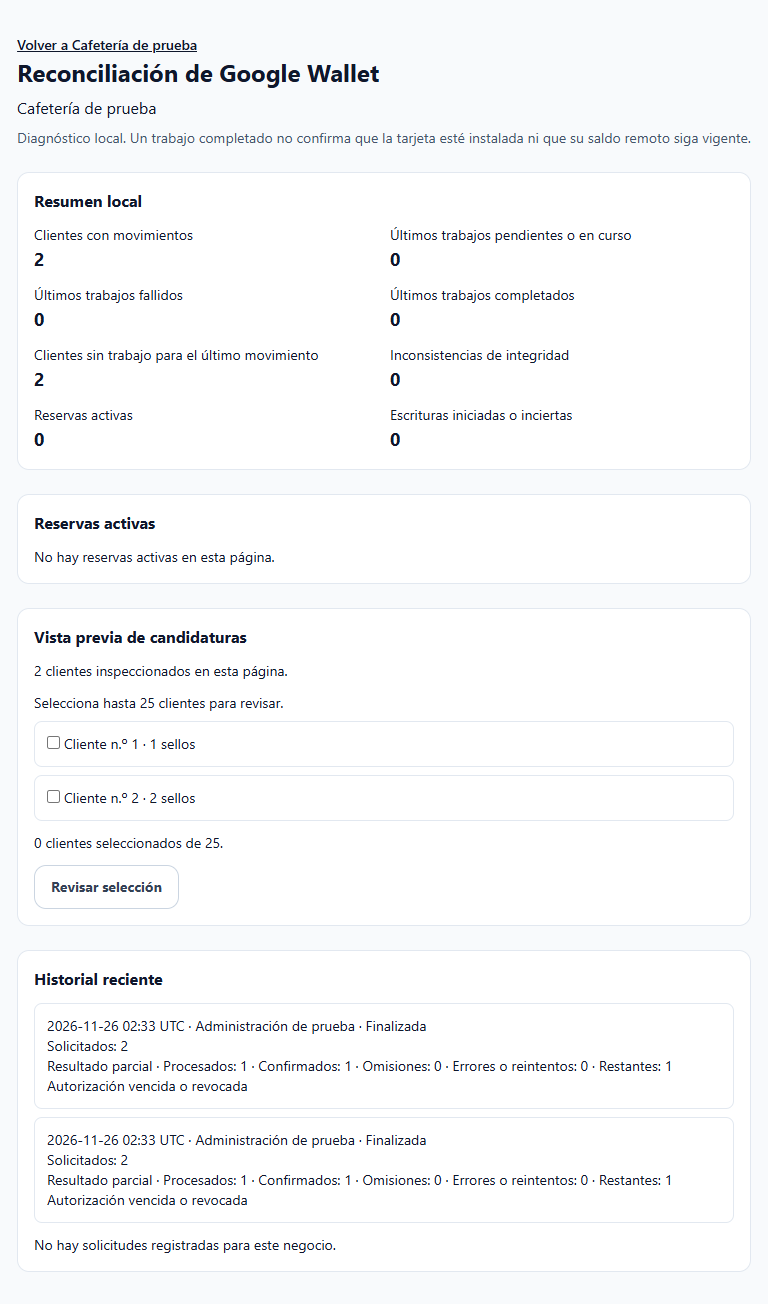 Volver a Cafetería de prueba
Reconciliación de Google Wallet
Cafetería de prueba
Diagnóstico local. Un trabajo completado no confirma que la tarjeta esté instalada ni que su saldo remoto siga vigente.
Resumen local
Clientes con movimientos
2
Últimos trabajos pendientes o en curso
0
Últimos trabajos fallidos
0
Últimos trabajos completados
0
Clientes sin trabajo para el último movimiento
2
Inconsistencias de integridad
0
Reservas activas
0
Escrituras iniciadas o inciertas
0
Reservas activas
No hay reservas activas en esta página.
Vista previa de candidaturas
2 clientes inspeccionados en esta página.
Selecciona hasta 25 clientes para revisar.
Cliente n.º 1 · 1 sellos
Cliente n.º 2 · 2 sellos
0 clientes seleccionados de 25.
Revisar selección
Historial reciente
2026-11-26 02:33 UTC · Administración de prueba · Finalizada
Solicitados: 2
Resultado parcial · Procesados: 1 · Confirmados: 1 · Omisiones: 0 · Errores o reintentos: 0 · Restantes: 1
Autorización vencida o revocada
2026-11-26 02:33 UTC · Administración de prueba · Finalizada
Solicitados: 2
Resultado parcial · Procesados: 1 · Confirmados: 1 · Omisiones: 0 · Errores o reintentos: 0 · Restantes: 1
Autorización vencida o revocada
No hay solicitudes registradas para este negocio.